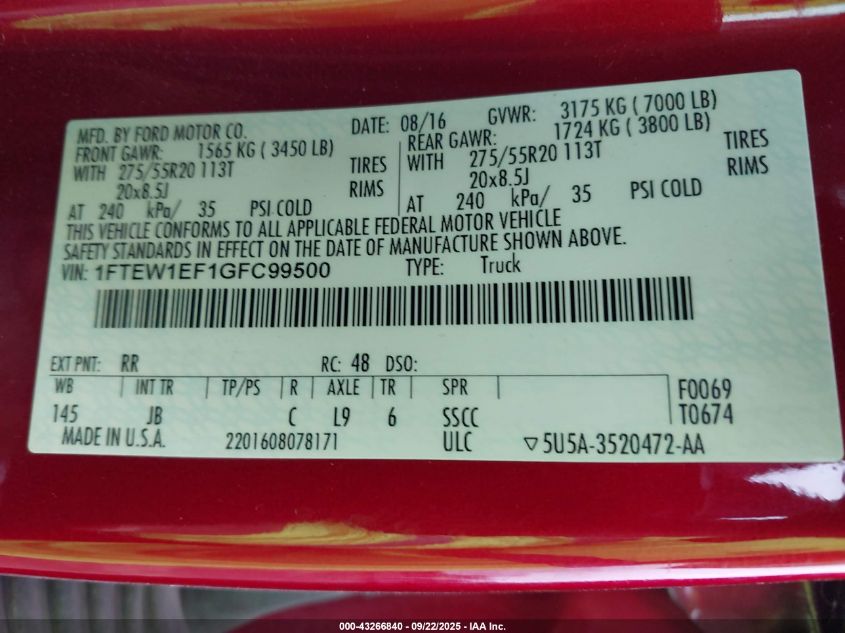 MFD. BY FORD MOTOR CO. DATE: 08/16 GVWR: 3175 KG ( 7000 LB)
FRONT GAWR: 1565 KG ( 3450 LB) REAR GAWR: 1724 KG ( 3800 LB)
WITH 275/55R20 113T TIRES WITH 275/55R20 113T TIRES
20x8.5J RIMS 20x8.5J RIMS
AT 240 kPa/ 35 PSI COLD AT 240 kPa/ 35 PSI COLD
THIS VEHICLE CONFORMS TO ALL APPLICABLE FEDERAL MOTOR VEHICLE
SAFETY STANDARDS IN EFFECT ON THE DATE OF MANUFACTURE SHOWN ABOVE.
VIN: 1FTEW1EF1GFC99500 TYPE: Truck
EXT PNT: RR RC: 48 DSO:
WB INT TR TP/PS R AXLE TR SPR F0069
145 JB C L9 6 SSCC T0674
MADE IN U.S.A. 2201608078171 ULC ▽5U5A-3520472-AA
000-43266840 - 09/22/2025 - IAA Inc.